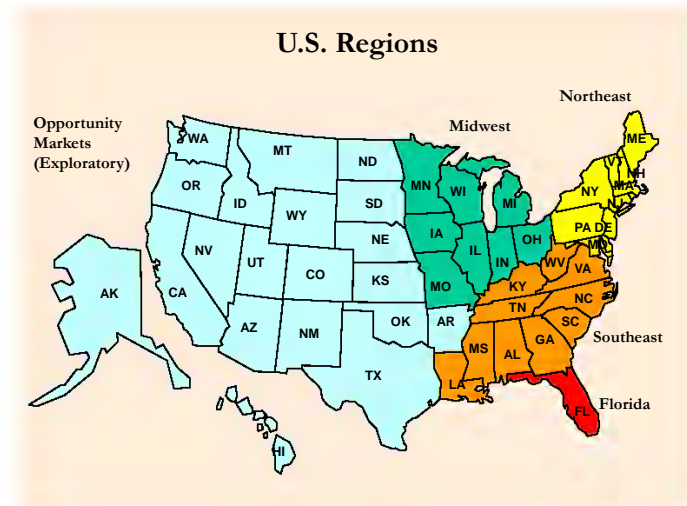 U.S. Regions
Northeast
Opportunity
Markets
(Exploratory)
Midwest
WA
MT
ND
ME
VT
NH
OR
ID
MN
WI
MI
NY
MA
SD
WY
IA
PA
DE
NE
NV
UT
IL
IN
OH
MD
CO
KS
MO
WV
VA
KY
CA
AK
NC
TN
AZ
NM
OK
AR
SC
Southeast
MS
AL
GA
TX
LA
FL
Florida
HI